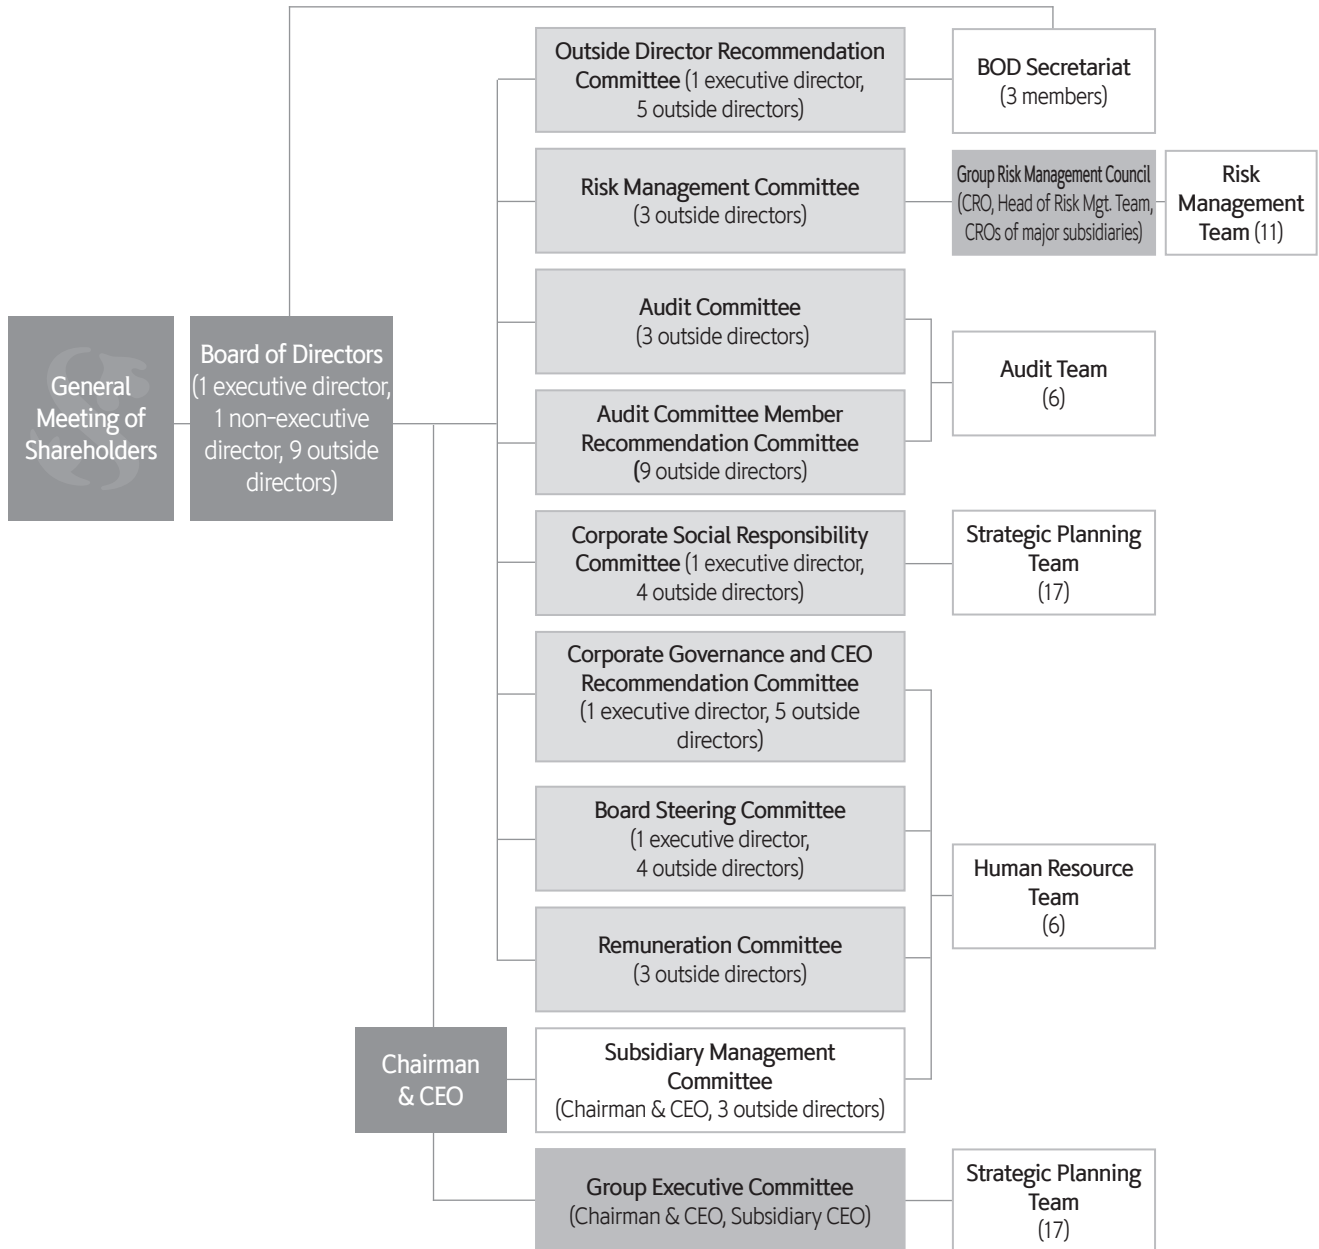 General
Meeting of
Shareholders
Board of Directors
(1 executive director,
1 non-executive
director, 9 outside
directors)
Outside Director Recommendation
Committee (1 executive director,
5 outside directors)
BOD Secretariat
(3 members)
Risk Management Committee
(3 outside directors)
Group Risk Management Council
(CRO, Head of Risk Mgt. Team,
CROs of major subsidiaries)
Risk
Management
Team (11)
Audit Committee
(3 outside directors)
Audit Committee Member
Recommendation Committee
(9 outside directors)
Audit Team
(6)
Corporate Social Responsibility
Committee (1 executive director,
4 outside directors)
Strategic Planning
Team
(17)
Corporate Governance and CEO
Recommendation Committee
(1 executive director, 5 outside
directors)
Board Steering Committee
(1 executive director,
4 outside directors)
Remuneration Committee
(3 outside directors)
Human Resource
Team
(6)
Chairman
& CEO
Subsidiary Management
Committee
(Chairman & CEO, 3 outside directors)
Group Executive Committee
(Chairman & CEO, Subsidiary CEO)
Strategic Planning
Team
(17)